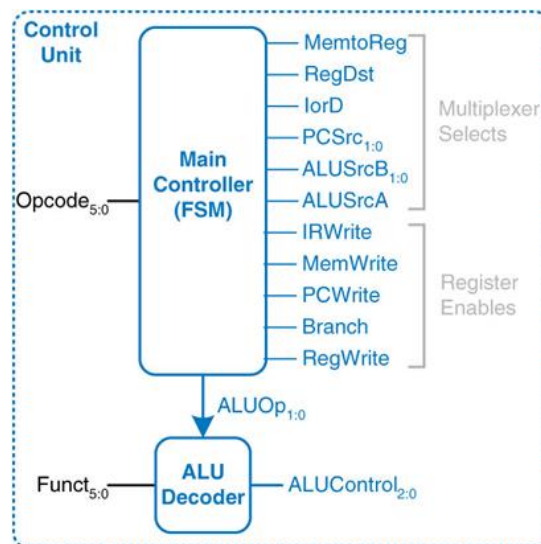 Control
Unit
MemtoReg
RegDst
IorD
PCSrc1:0
ALUSrcB1:0
ALUSrcA
IRWrite
MemWrite
PCWrite
Branch
RegWrite
Multiplexer
Selects
Register
Enables
Main
Controller
(FSM)
Opcode5:0
ALUOp1:0
ALU
Decoder
Funct5:0
ALUControl2:0